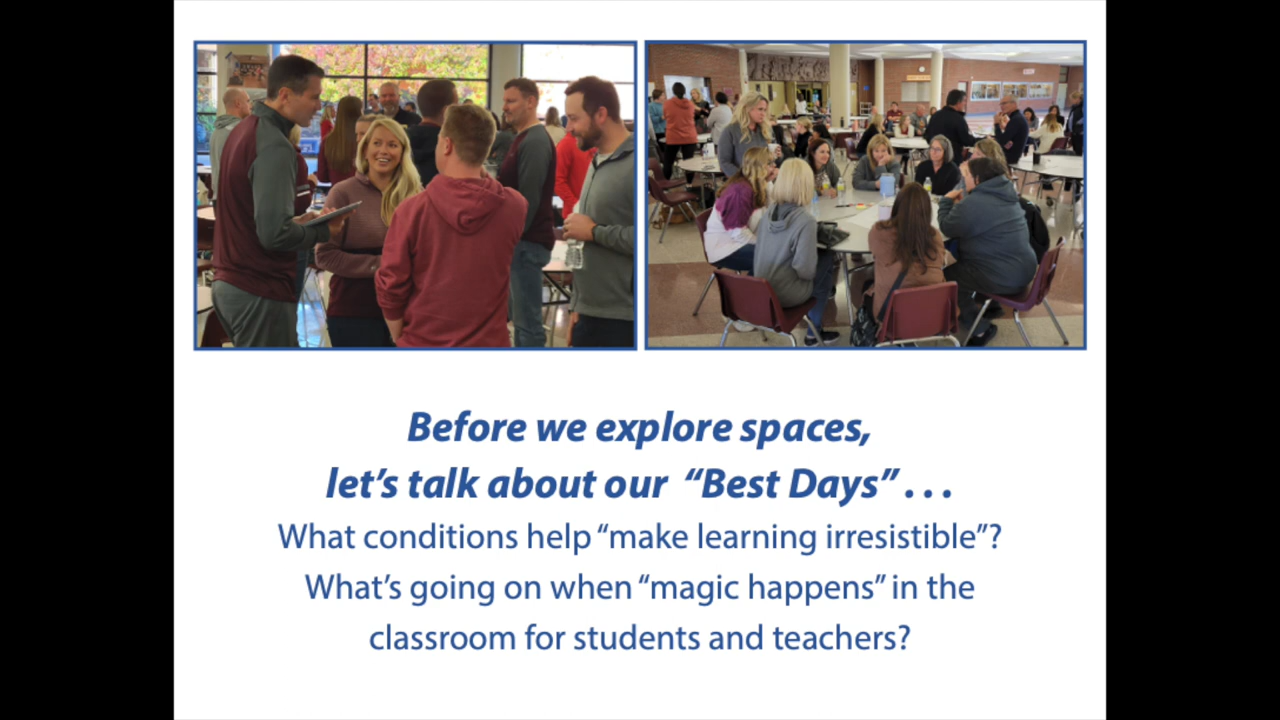 Before we explore spaces,
let’s talk about our “Best Days” . . .
What conditions help “make learning irresistible”?
What’s going on when “magic happens” in the
classroom for students and teachers?